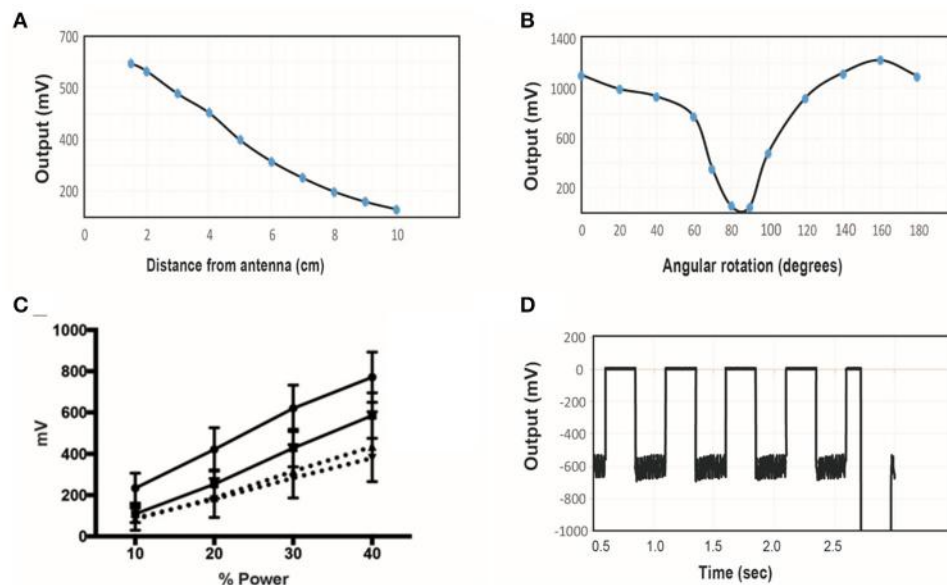 A
700
500
400
200
Output (mV)
0 2 4 6 8 10
Distance from antenna (cm)
B
1400
1000
600
200
Output (mV)
0 20 40 60 80 100 120 140 160 180
Angular rotation (degrees)
C
1000
800
600
400
200
0
mV
10 20 30 40
% Power
D
200
0
-200
-400
-600
-800
-1000
Output (mV)
0.5 1.0 1.5 2.0 2.5
Time (sec)